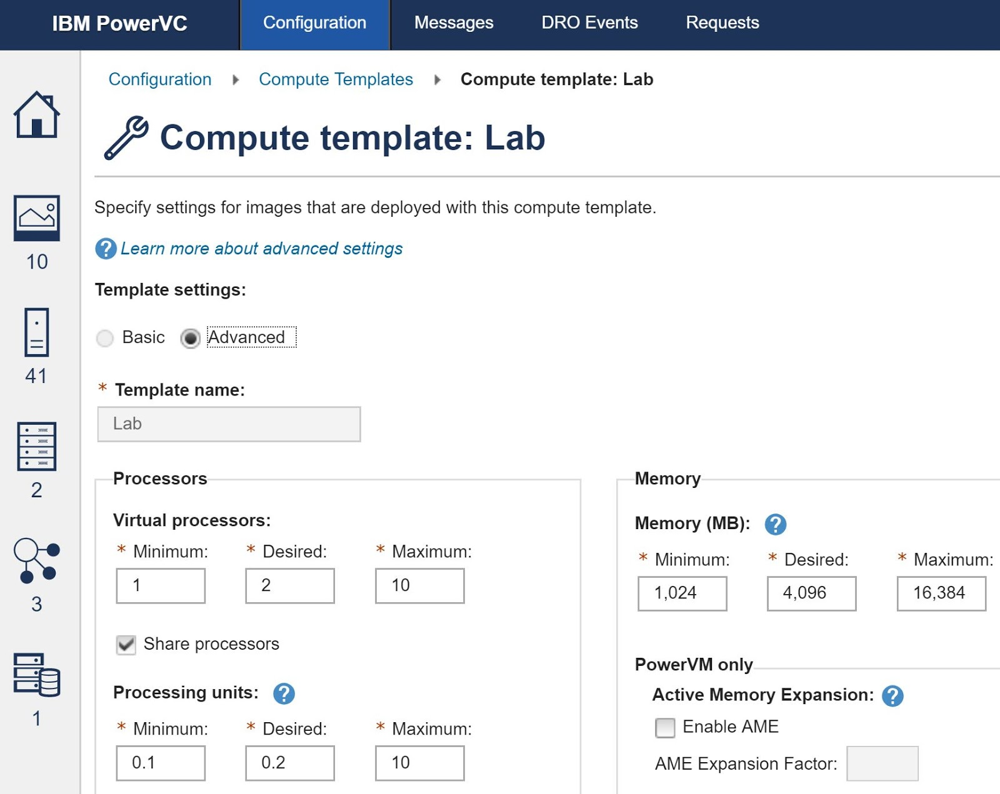 IBM PowerVC Configuration Messages DRO Events Requests
Configuration Compute Templates Compute template: Lab
Compute template: Lab
Specify settings for images that are deployed with this compute template.
? Learn more about advanced settings
Template settings:
Basic Advanced
* Template name:
Lab
10
41
2
3
1
Processors
Virtual processors:
* Minimum: * Desired: * Maximum:
1 2 10
Share processors
Processing units: ?
* Minimum: * Desired: * Maximum:
0.1 0.2 10
Memory
Memory (MB): ?
* Minimum: * Desired: * Maximum:
1,024 4,096 16,384
PowerVM only
Active Memory Expansion: ?
Enable AME
AME Expansion Factor: